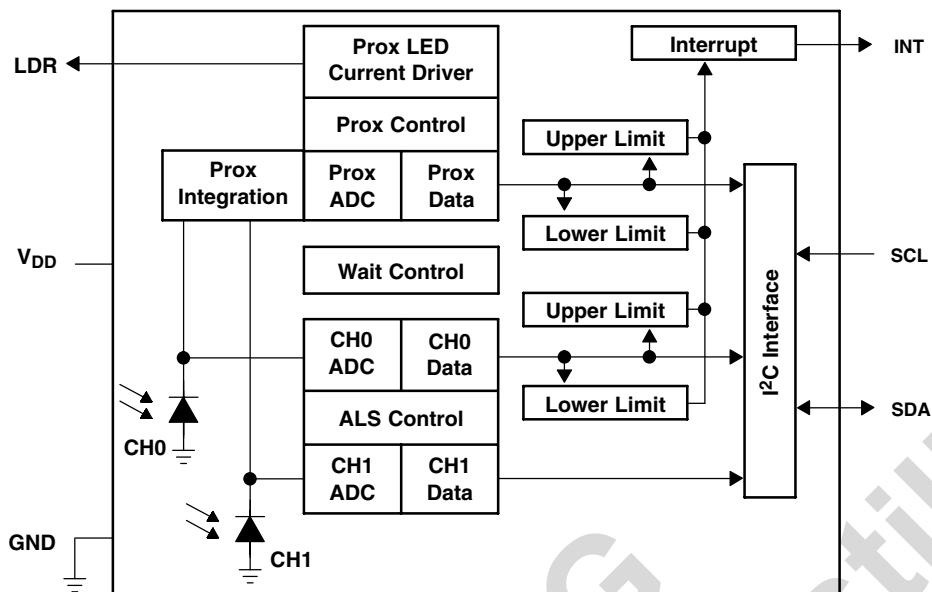 LDR
Prox LED
Current Driver
Interrupt
INT
Prox Control
Upper Limit
Prox
Integration
Prox
ADC
Prox
Data
Lower Limit
VDD
Wait Control
SCL
Upper Limit
CH0
ADC
CH0
Data
I²C Interface
ALS Control
Lower Limit
SDA
CH0
CH1
ADC
CH1
Data
GND
CH1
G